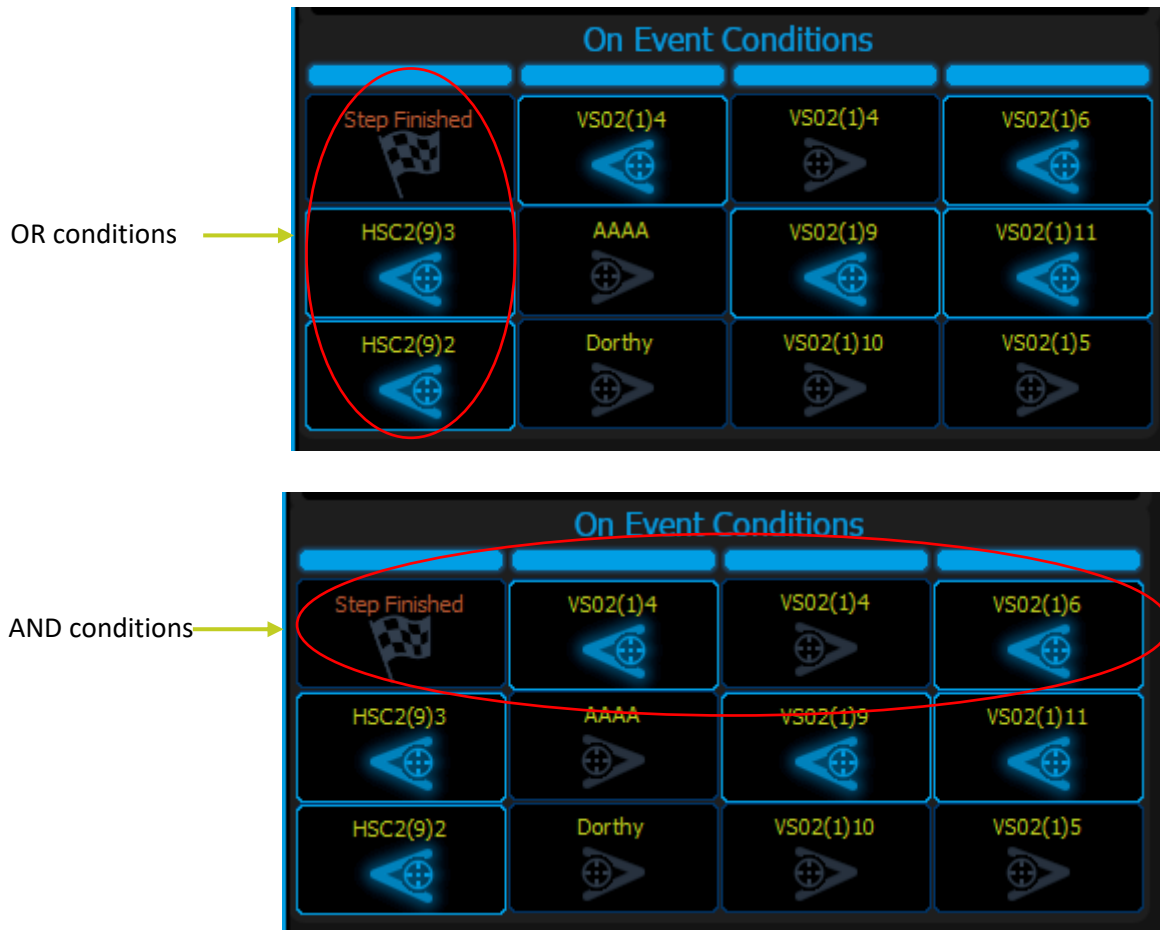 On Event Conditions
Step Finished VS02(1)4 VS02(1)4 VS02(1)6
OR conditions
HSC2(9)3 AAAA VS02(1)9 VS02(1)11
HSC2(9)2 Dorthy VS02(1)10 VS02(1)5
On Event Conditions
Step Finished VS02(1)4 VS02(1)4 VS02(1)6
AND conditions
HSC2(9)3 AAAA VS02(1)9 VS02(1)11
HSC2(9)2 Dorthy VS02(1)10 VS02(1)5